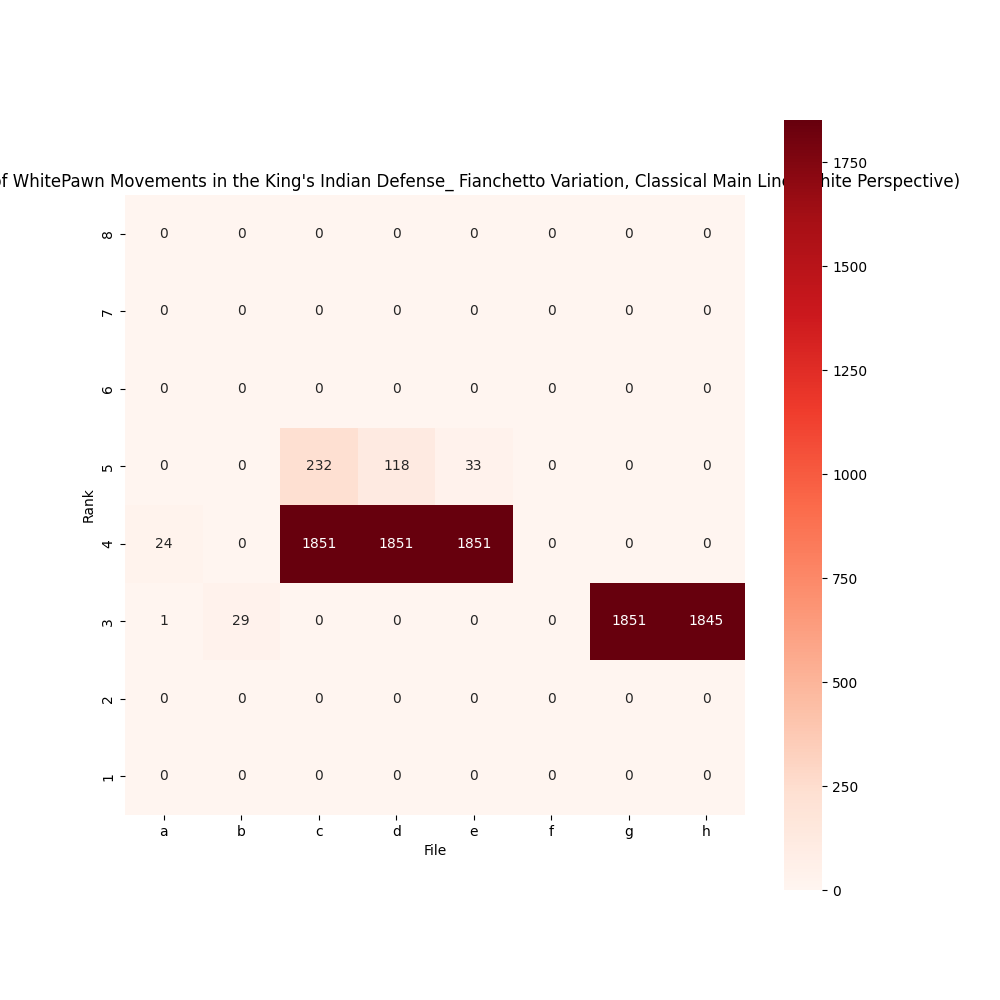 of WhitePawn Movements in the King's Indian Defense_ Fianchetto Variation, Classical Main Perspective)
8 0 0 0 0 0 0 0 0
7 0 0 0 0 0 0 0 0
6 0 0 0 0 0 0 0 0
5 0 0 232 118 33 0 0 0
4 24 0 1851 1851 1851 0 0 0
3 1 29 0 0 0 0 1851 1845
2 0 0 0 0 0 0 0 0
1 0 0 0 0 0 0 0 0
a b c d e f g h
File
Rank
1750
1500
1250
1000
750
500
250
0